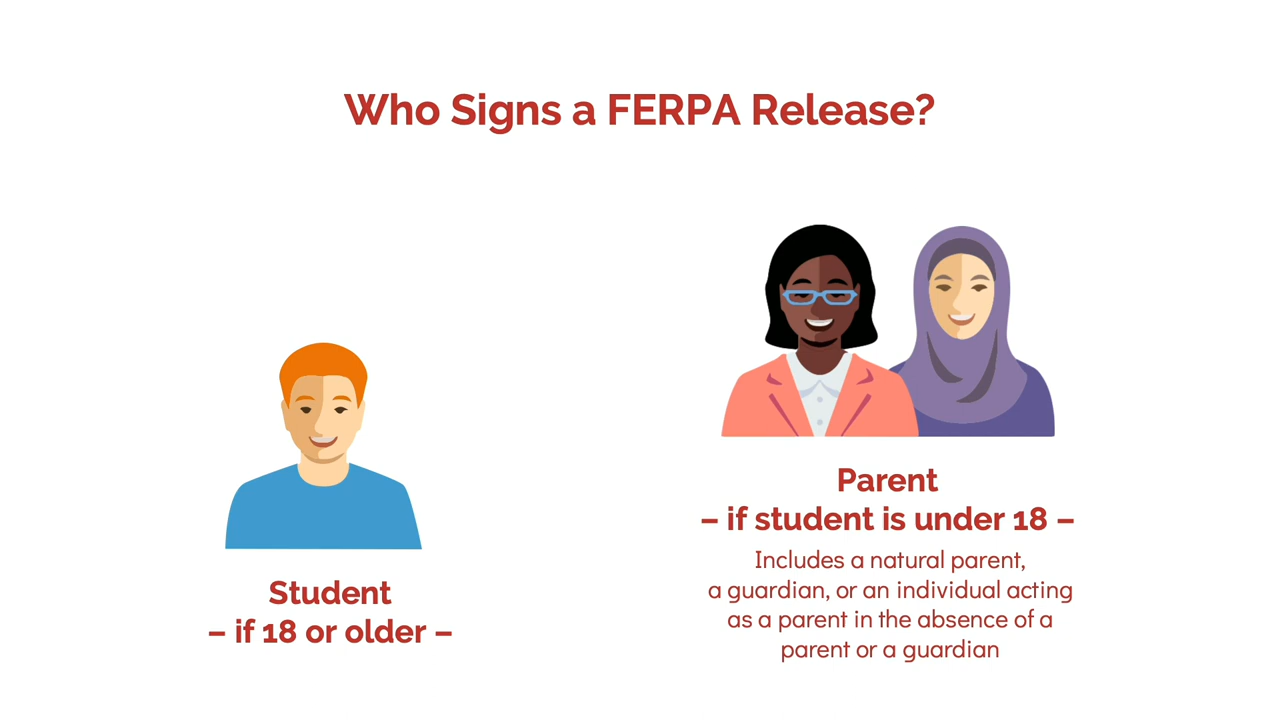 Who Signs a FERPA Release?
Student
– if 18 or older –
Parent
– if student is under 18 –
Includes a natural parent,
a guardian, or an individual acting
as a parent in the absence of a
parent or a guardian